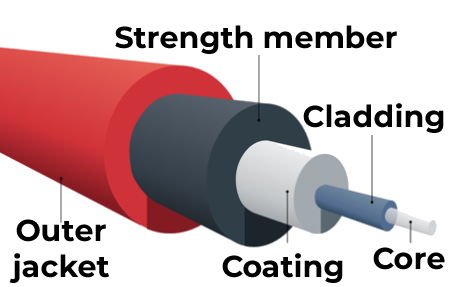 Strength member
Cladding
Outer
jacket
Coating
Core